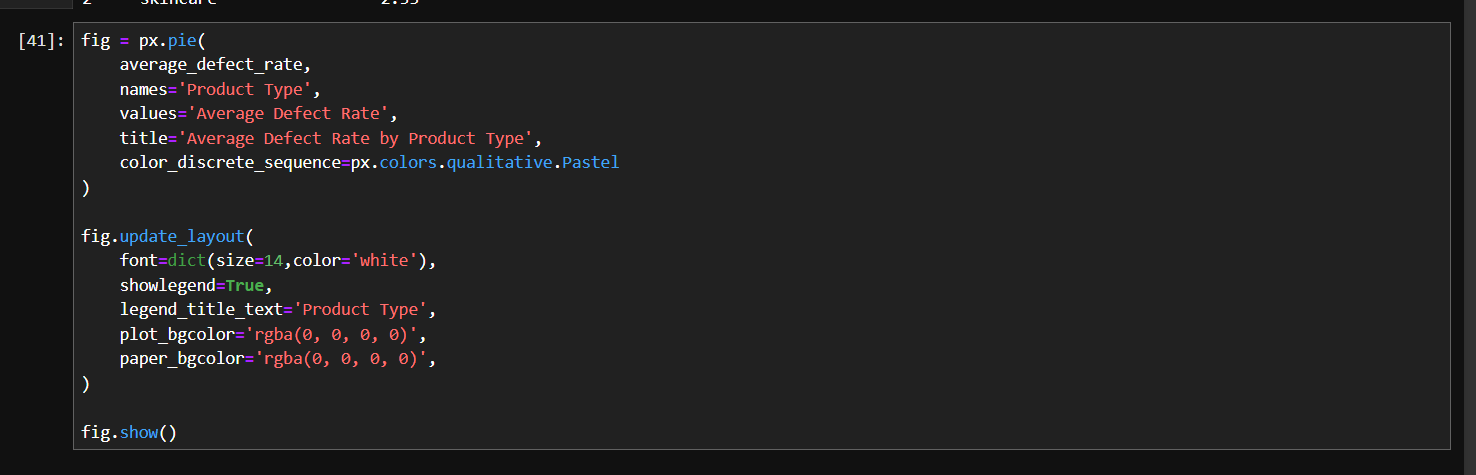 [41]: fig = px.pie(
    average_defect_rate,
    names='Product Type',
    values='Average Defect Rate',
    title='Average Defect Rate by Product Type',
    color_discrete_sequence=px.colors.qualitative.Pastel
)
fig.update_layout(
    font=dict(size=14,color='white'),
    showlegend=True,
    legend_title_text='Product Type',
    plot_bgcolor='rgba(0, 0, 0, 0)',
    paper_bgcolor='rgba(0, 0, 0, 0)',
)
fig.show()